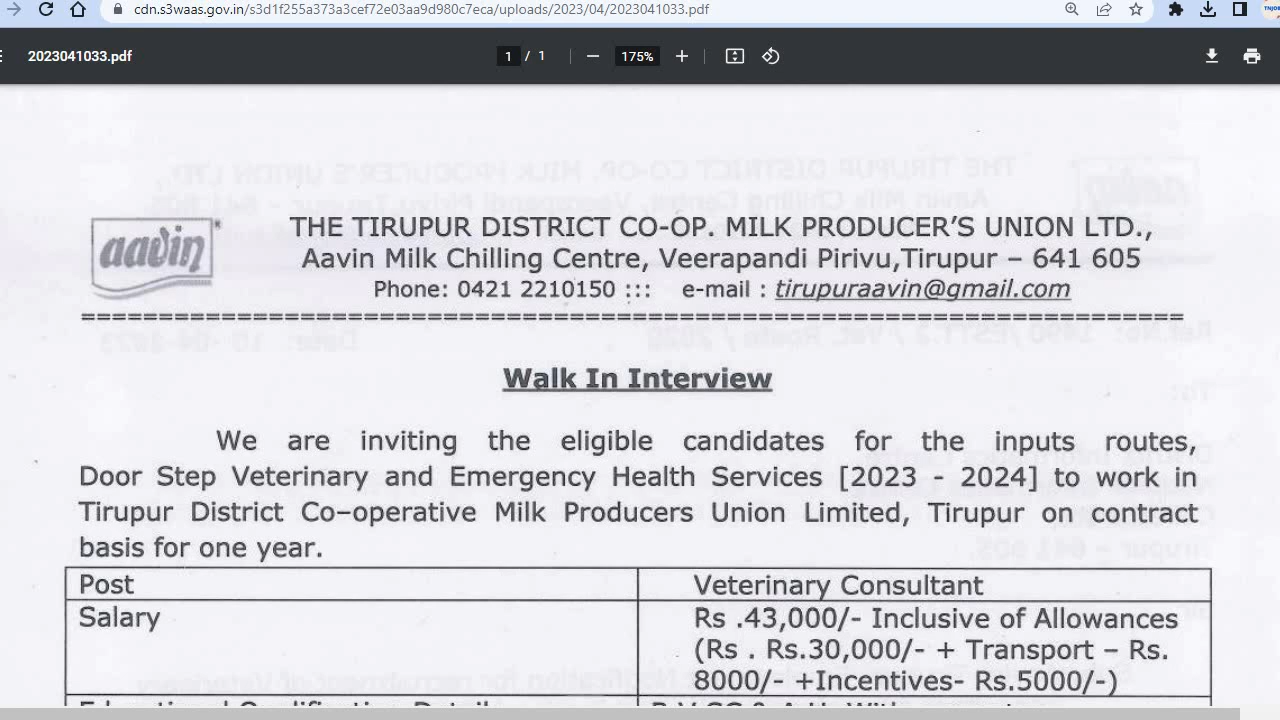 cdn.s3waas.gov.in/s3d1f255a373a3cef72e03aa9d980c7eca/uploads/2023/04/2023041033.pdf
2023041033.pdf
1 / 1
175%
aavin
THE TIRUPUR DISTRICT CO-OP. MILK PRODUCER'S UNION LTD.,
Aavin Milk Chilling Centre, Veerapandi Pirivu,Tirupur – 641 605
Phone: 0421 2210150 ::: e-mail : tirupuraavin@gmail.com
Walk In Interview
We are inviting the eligible candidates for the inputs routes,
Door Step Veterinary and Emergency Health Services [2023 - 2024] to work in
Tirupur District Co–operative Milk Producers Union Limited, Tirupur on contract
basis for one year.
Post
Veterinary Consultant
Salary
Rs .43,000/- Inclusive of Allowances
(Rs . Rs.30,000/- + Transport – Rs.
8000/- +Incentives- Rs.5000/-)